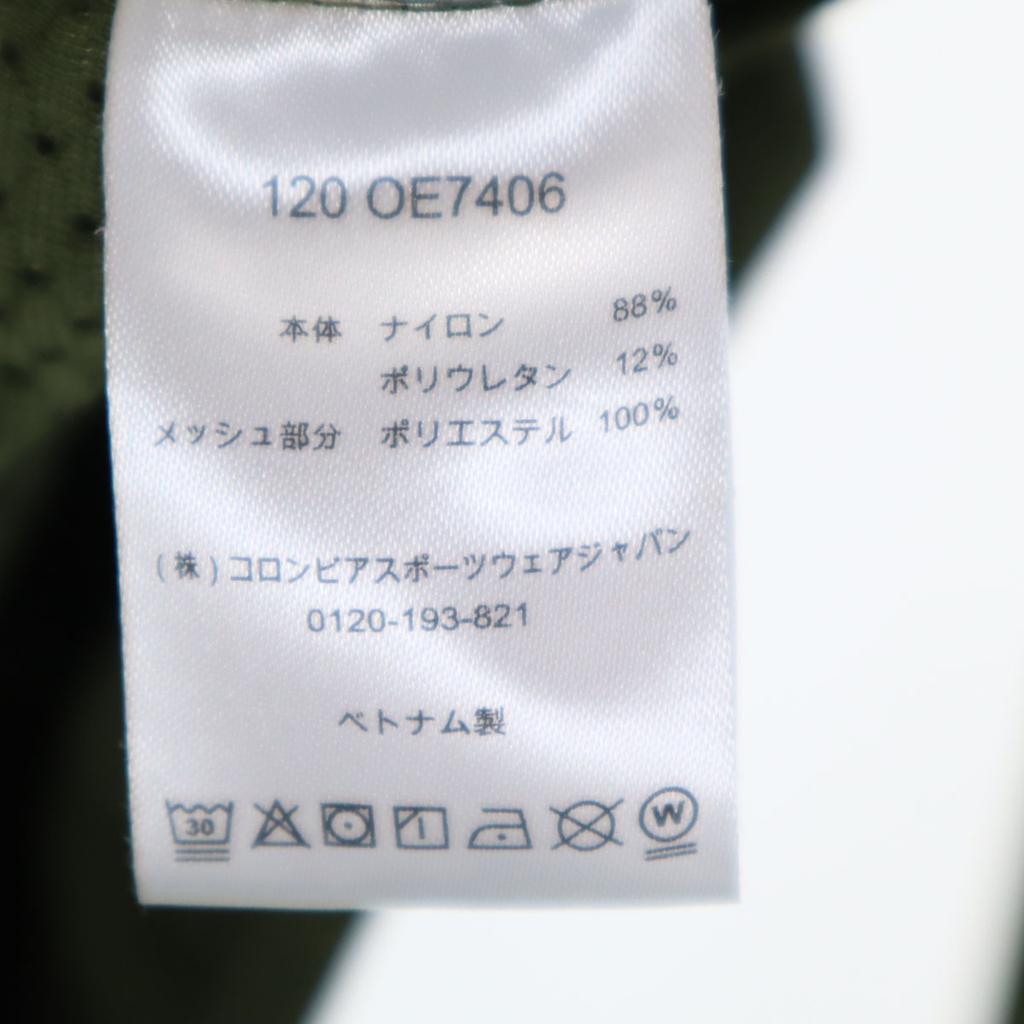 120 OE7406
本体 ナイロン 88%
ポリウレタン 12%
メッシュ部分 ポリエステル 100%
(株)コロンビアスポーツウェアジャパン
0120-193-821
ベトナム製
30 W